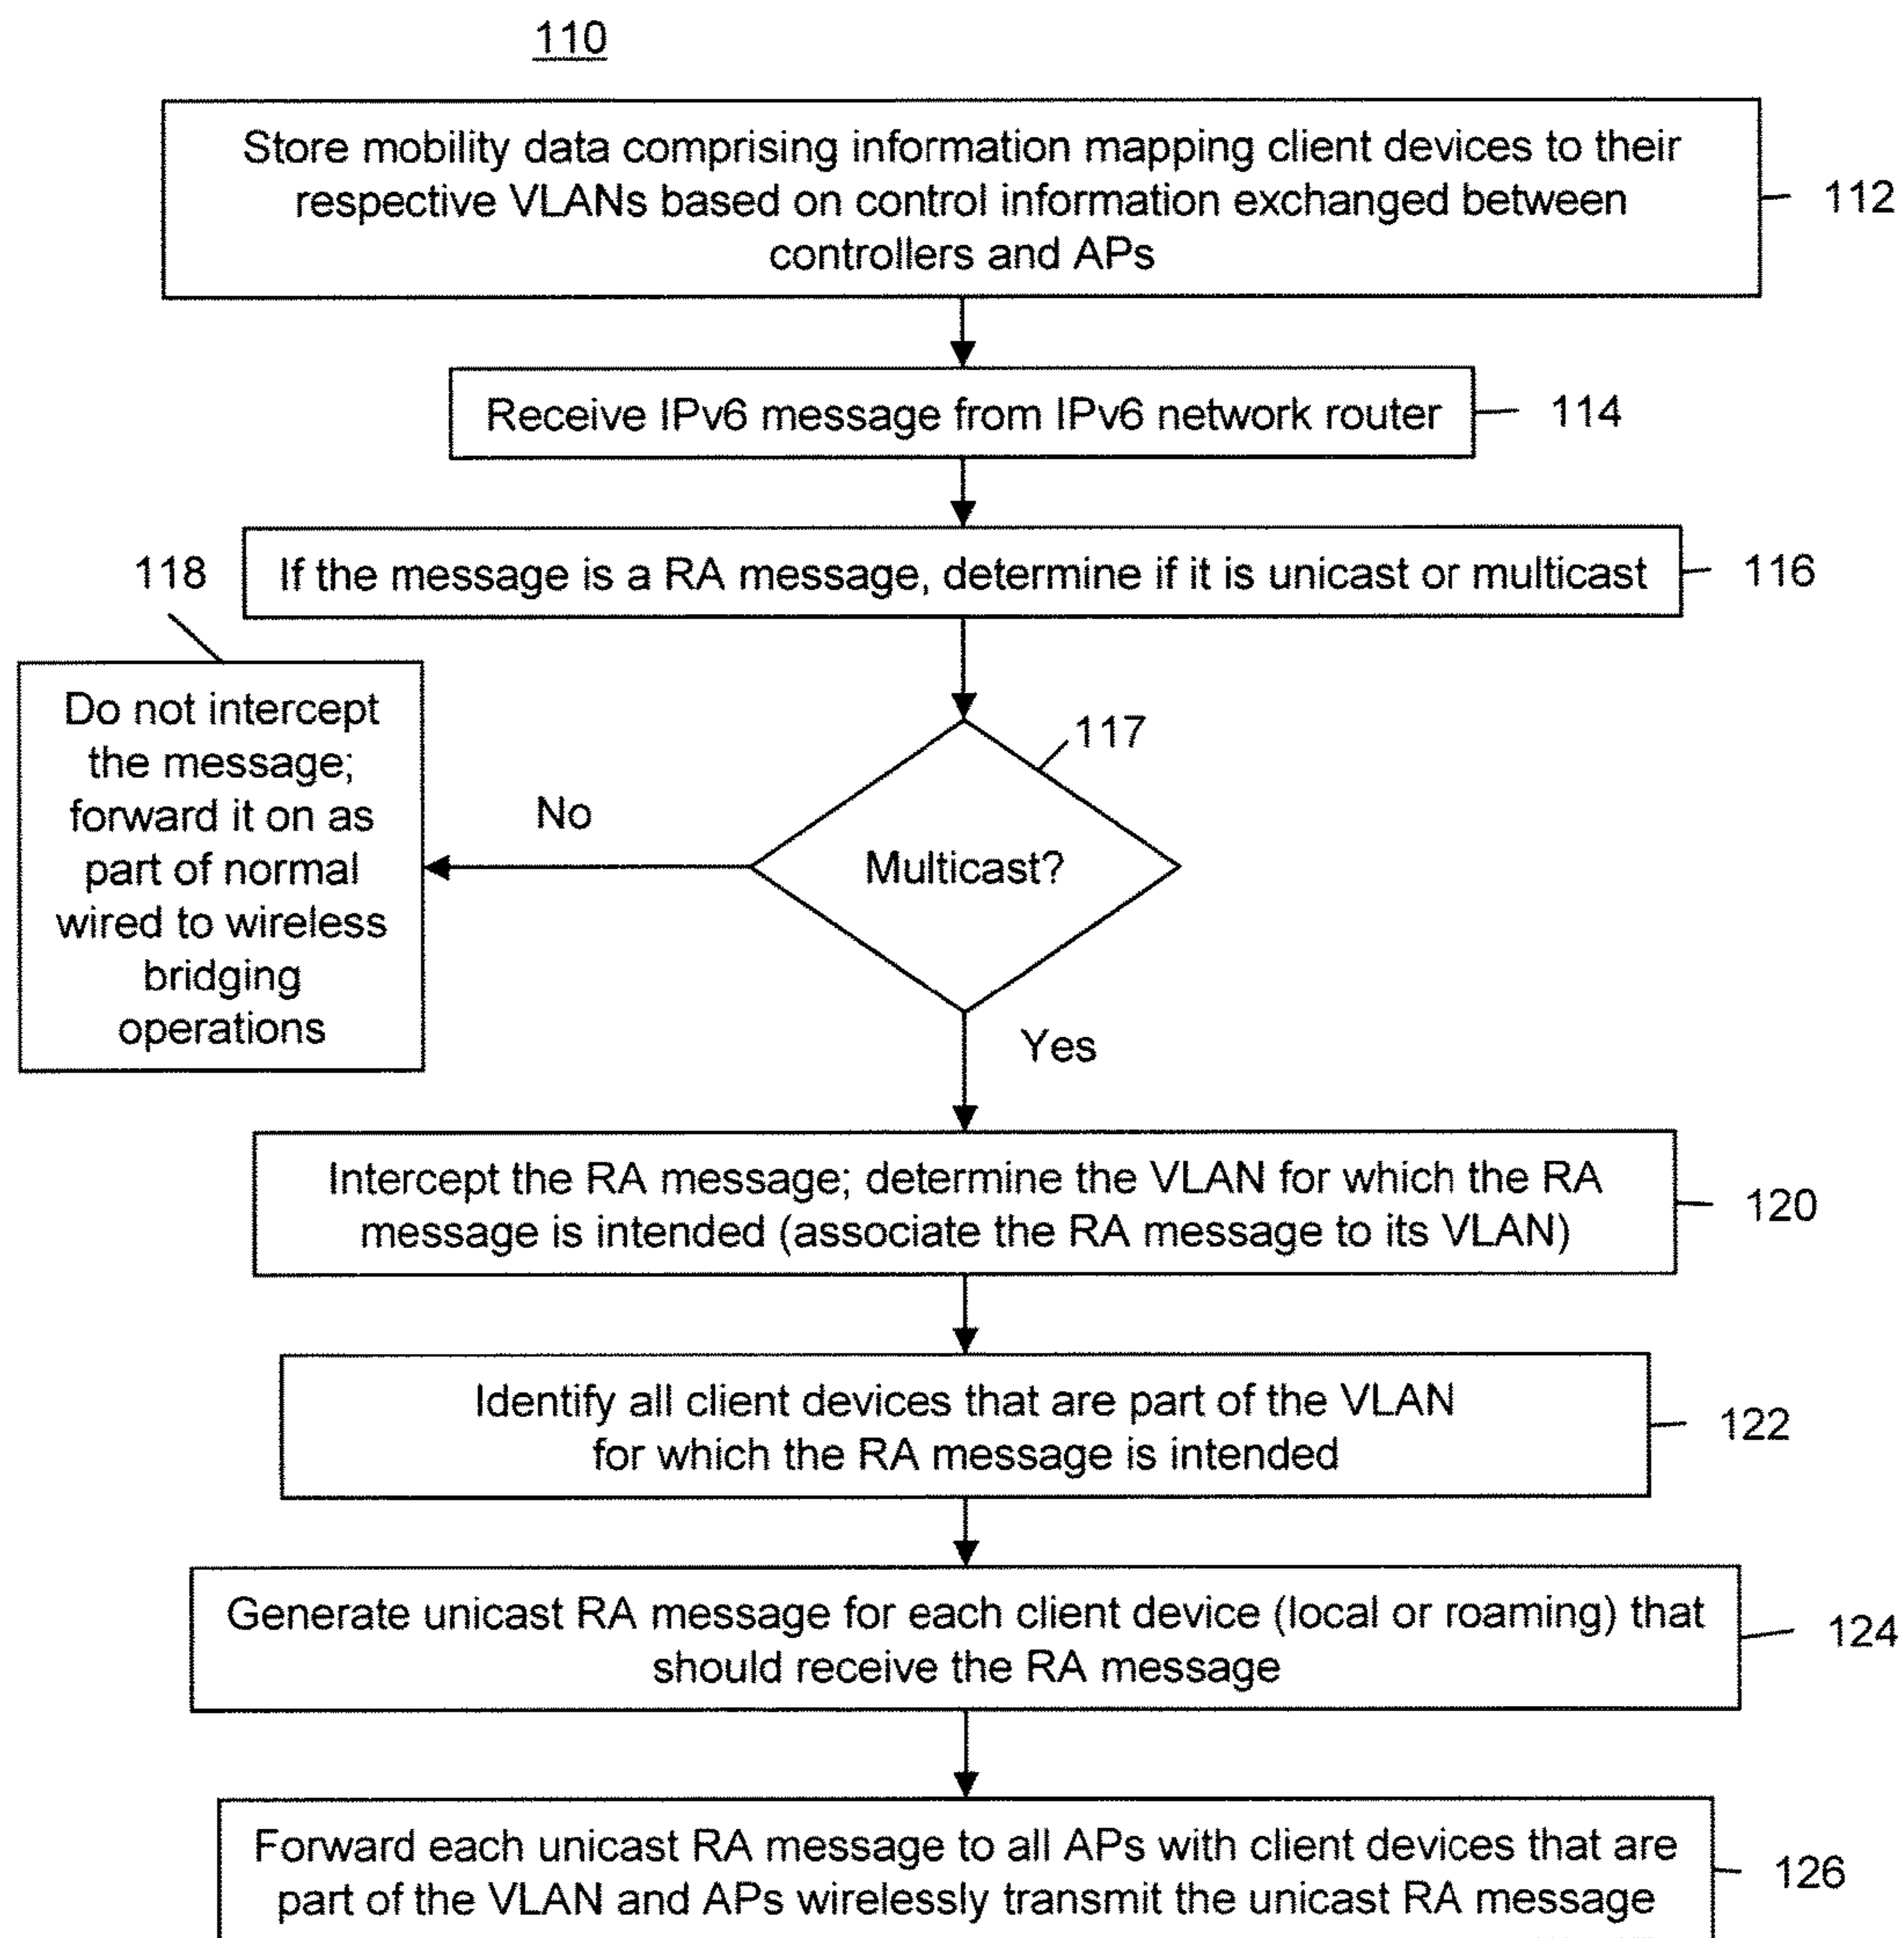 110
Store mobility data comprising information mapping client devices to their
respective VLANs based on control information exchanged between
controllers and APs
112
Receive IPv6 message from IPv6 network router
114
If the message is a RA message, determine if it is unicast or multicast
116
118
Do not intercept
the message;
forward it on as
part of normal
wired to wireless
bridging
operations
117
No
Multicast?
Yes
Intercept the RA message; determine the VLAN for which the RA
message is intended (associate the RA message to its VLAN)
120
Identify all client devices that are part of the VLAN
for which the RA message is intended
122
Generate unicast RA message for each client device (local or roaming) that
should receive the RA message
124
Forward each unicast RA message to all APs with client devices that are
part of the VLAN and APs wirelessly transmit the unicast RA message
126